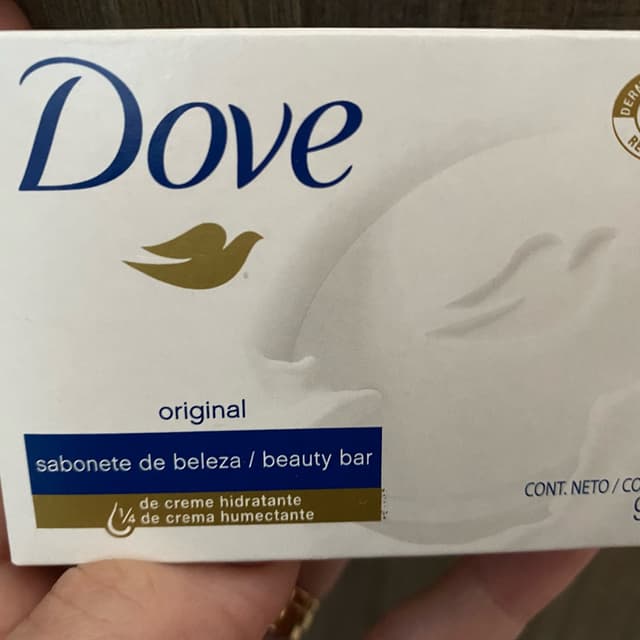 Dove
original
sabonete de beleza / beauty bar
1/4 de creme hidratante
de crema humectante
CONT. NETO / CO